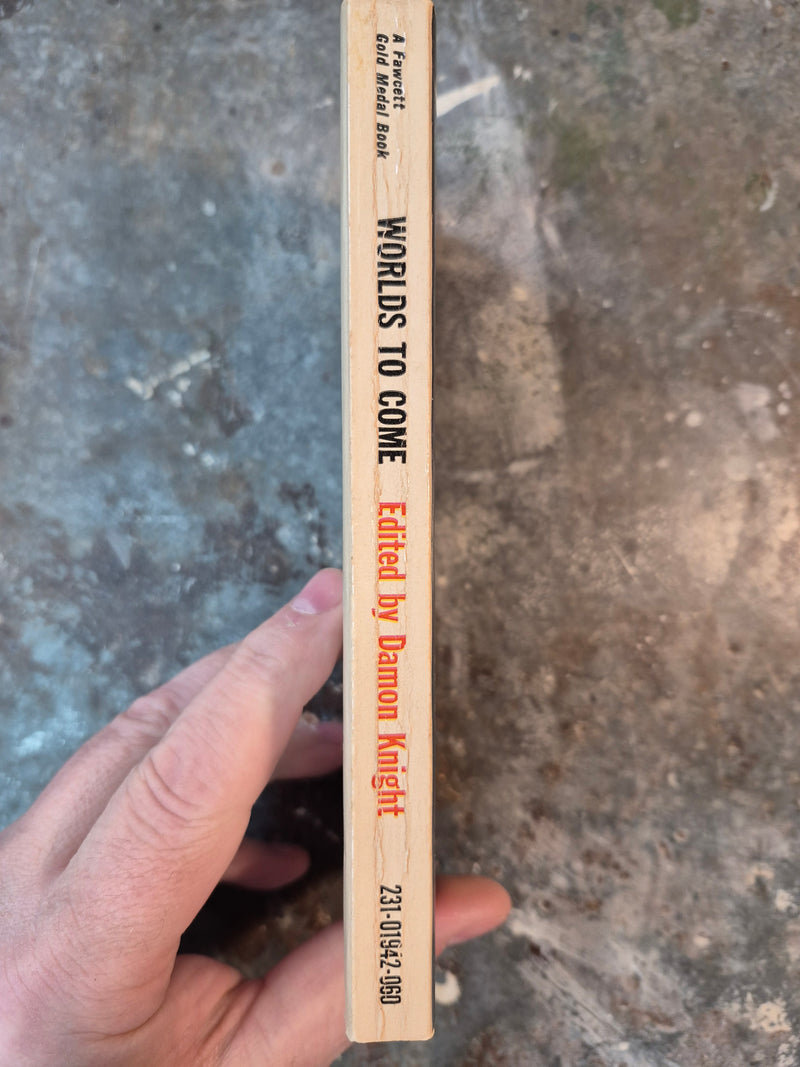 A Fawcett
Gold Medal Book
WORLDS TO COME Edited by Damon Knight
231-01942-060